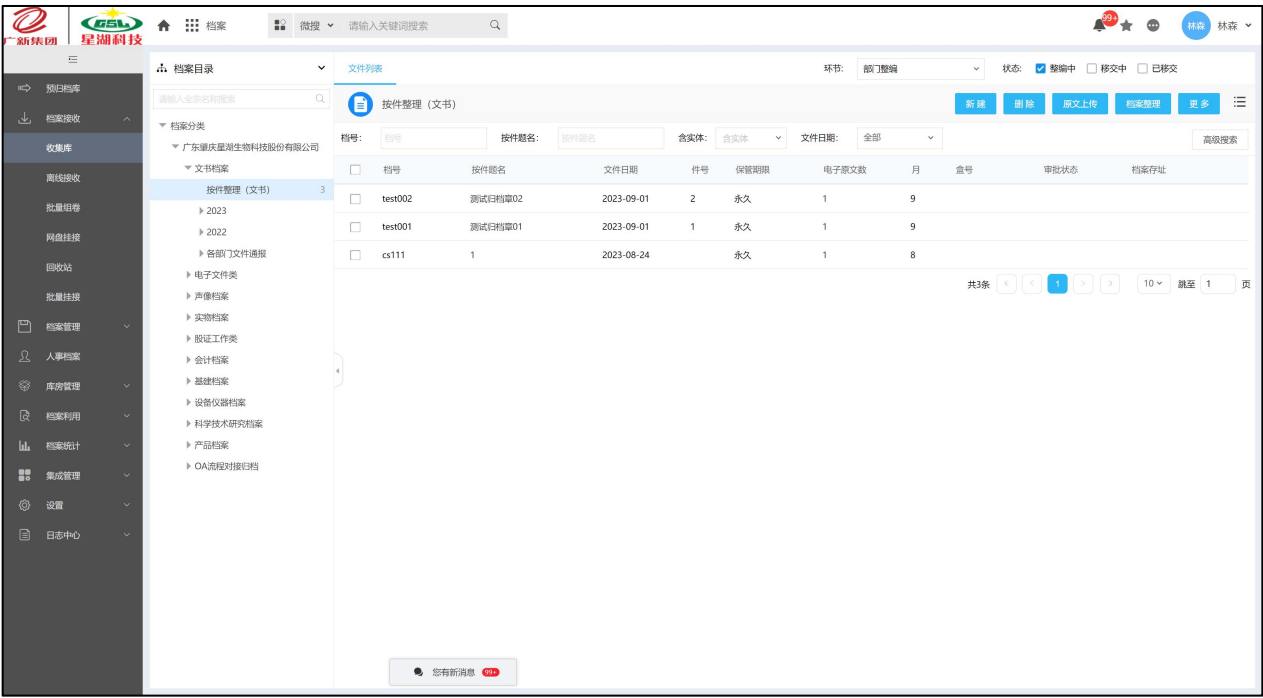 广新集团
GSL
星湖科技
档案
微搜
请输入关键词搜索
99+
林森
林森
预归档库
档案接收
收集库
离线接收
批量组卷
网盘挂接
回收站
批量挂接
档案管理
人事档案
库房管理
档案利用
档案统计
集成管理
设置
日志中心
档案目录
请输入全宗名称搜索
档案分类
广东肇庆星湖生物科技股份有限公司
文书档案
按件整理（文书） 3
2023
2022
各部门文件通报
电子文件类
声像档案
实物档案
股证工作类
会计档案
基建档案
设备仪器档案
科学技术研究档案
产品档案
OA流程对接归档
文件列表
环节: 部门整编 状态: 整编中 移交中 已移交
按件整理（文书）
新建 删除 原文上传 档案整理 更多
档号: 档号 按件题名: 按件题名 含实体: 含实体 文件日期: 全部 高级搜索
档号 按件题名 文件日期 件号 保管期限 电子原文数 月 盒号 审批状态 档案存址
test002 测试归档章02 2023-09-01 2 永久 1 9
test001 测试归档章01 2023-09-01 1 永久 1 9
cs111 1 2023-08-24 永久 1 8
共3条 1 10 跳至 1 页
您有新消息 99+